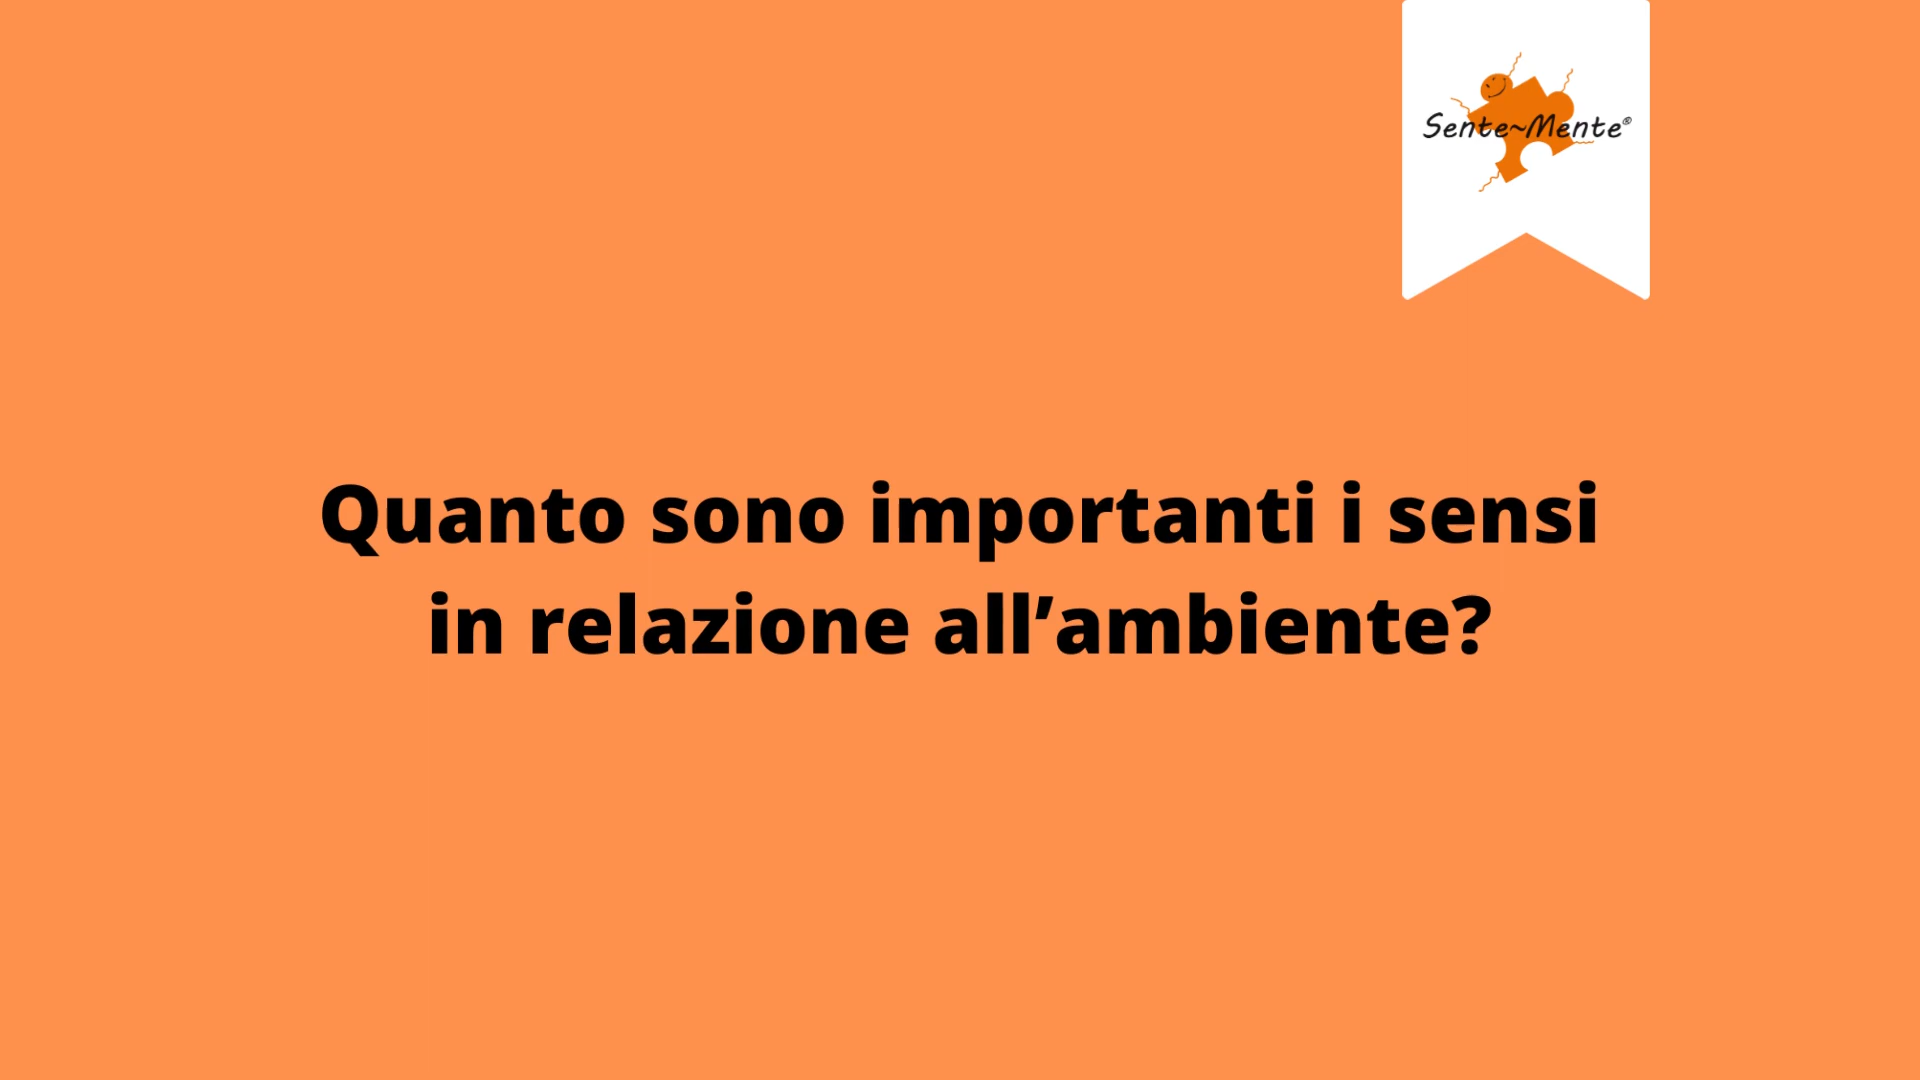 Sente~Mente®
Quanto sono importanti i sensi
in relazione all’ambiente?